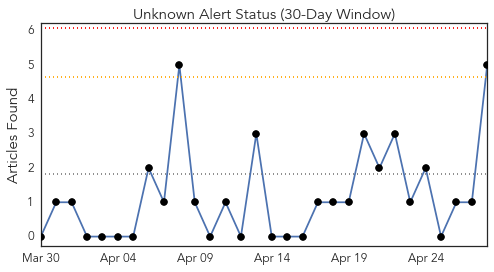 Unknown Alert Status (30-Day Window)
Articles Found
6
5
4
3
2
1
0
Mar 30 Apr 04 Apr 09 Apr 14 Apr 19 Apr 24